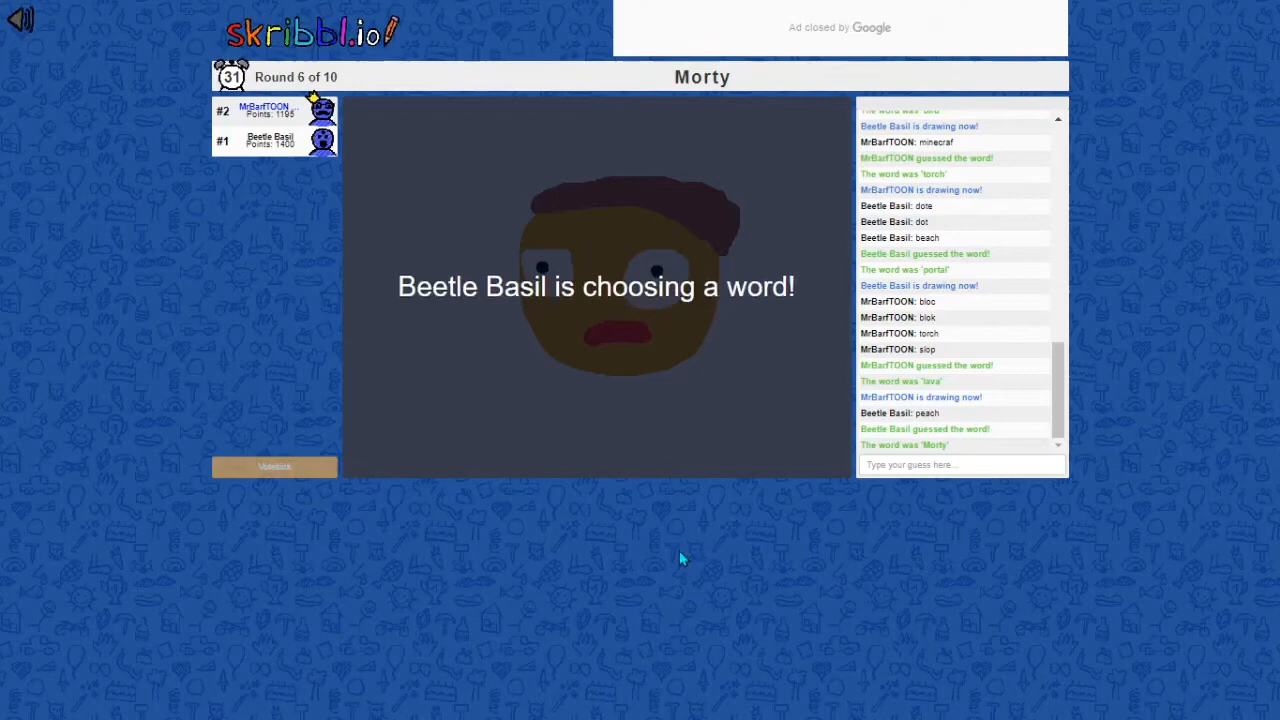 skribbl.io
Ad closed by Google
31
Round 6 of 10
Morty
#2
MrBarfTOON ...
Points: 1195
#1
Beetle Basil
Points: 1400
Votekick
Beetle Basil is choosing a word!
The word was 'bird'
Beetle Basil is drawing now!
MrBarfTOON: minecraf
MrBarfTOON guessed the word!
The word was 'torch'
MrBarfTOON is drawing now!
Beetle Basil: dote
Beetle Basil: dot
Beetle Basil: beach
Beetle Basil guessed the word!
The word was 'portal'
Beetle Basil is drawing now!
MrBarfTOON: bloc
MrBarfTOON: blok
MrBarfTOON: torch
MrBarfTOON: slop
MrBarfTOON guessed the word!
The word was 'lava'
MrBarfTOON is drawing now!
Beetle Basil: peach
Beetle Basil guessed the word!
The word was 'Morty'
Type your guess here...